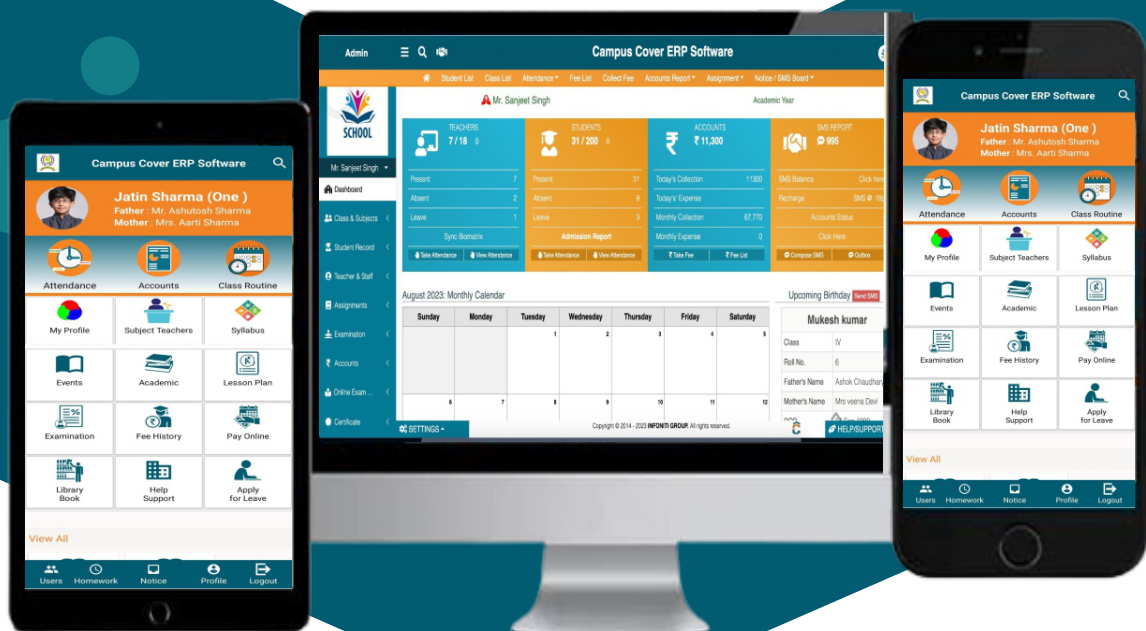 Campus Cover ERP Software
Jatin Sharma (One )
Father : Mr. Ashutosh Sharma
Mother : Mrs. Aarti Sharma
Attendance Accounts Class Routine
My Profile Subject Teachers Syllabus
Events Academic Lesson Plan
Examination Fee History Pay Online
Library Book Help Support Apply for Leave
View All
Users Homework Notice Profile Logout
Admin Campus Cover ERP Software
Student List Class List Attendance Fee List Collect Fee Accounts Report Assignment Notice / SMS Board
SCHOOL
Mr. Sanjeet Singh Academic Year
Mr. Sanjeet Singh
Dashboard
Class & Subjects
Student Record
Teacher & Staff
Assignments
Examination
₹ Accounts
Online Exam ...
Certificate
SETTINGS
TEACHERS
7 / 18
Present 7
Absent 2
Leave 1
Sync Biomatrix
Take Attendance View Attendance
STUDENTS
31 / 200
Present 31
Absent 9
Leave 3
Admission Report
Take Attendance View Attendance
ACCOUNTS
₹ ₹ 11,300
Today's Collection 11300
Today's Expense
Monthly Collection 67,770
Monthly Expense 0
₹ Take Fee ₹ Fee List
SMS REPORT
995
SMS Balance Click here
Recharge SMS @
Accounts Status
Click Here
Compose SMS Outbox
August 2023: Monthly Calendar
Sunday Monday Tuesday Wednesday Thursday Friday Saturday
1 2 3 4 5
6 7 8 9 10 11 12
Upcoming Birthday Send SMS
Mukesh kumar
Class IV
Roll No. 6
Father's Name Ashok Chaudhary
Mother's Name Mrs veena Devi
Copyright © 2014 - 2023 INFONITI GROUP. All rights reserved.
HELP/SUPPORT
Campus Cover ERP Software
Jatin Sharma (One )
Father : Mr. Ashutosh Sharma
Mother : Mrs. Aarti Sharma
Attendance Accounts Class Routine
My Profile Subject Teachers Syllabus
Events Academic Lesson Plan
Examination Fee History Pay Online
Library Book Help Support Apply for Leave
View All
Users Homework Notice Profile Logout